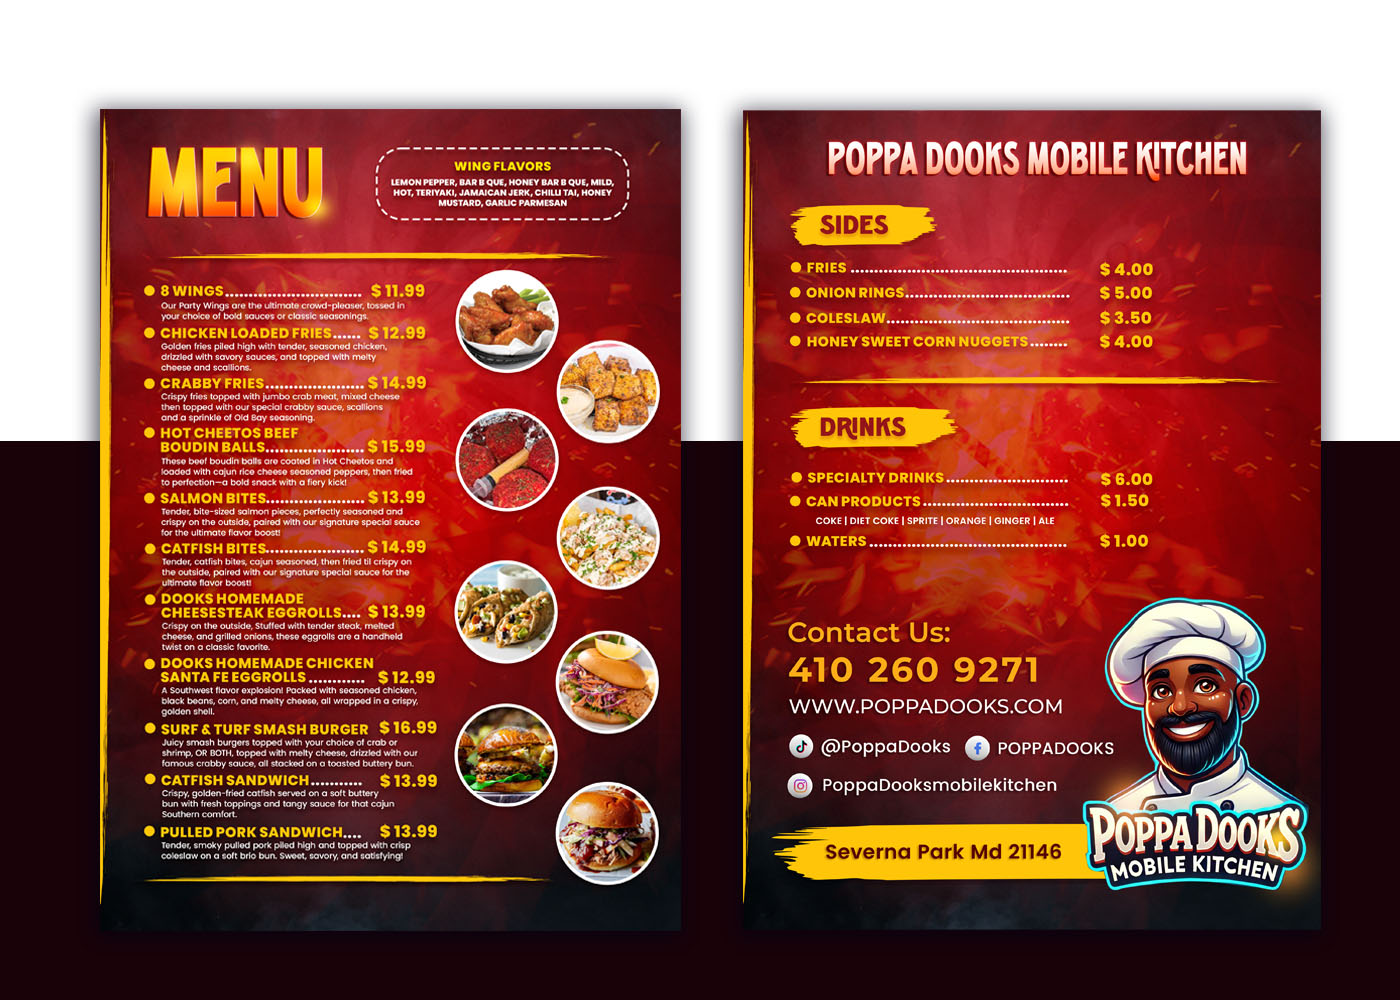 MENU
WING FLAVORS
LEMON PEPPER, BAR B QUE, HONEY BAR B QUE, MILD,
HOT, TERIYAKI, JAMAICAN JERK, CHILLI TAI, HONEY
MUSTARD, GARLIC PARMESAN
8 WINGS............................. $ 11.99
Our Party Wings are the ultimate crowd-pleaser, tossed in
your choice of bold sauces or classic seasonings.
CHICKEN LOADED FRIES...... $ 12.99
Golden fries piled high with tender, seasoned chicken,
drizzled with savory sauces, and topped with melty
cheese and scallions.
CRABBY FRIES..................... $ 14.99
Crispy fries topped with jumbo crab meat, mixed cheese
then topped with our special crabby sauce, scallions
and a sprinkle of Old Bay seasoning.
HOT CHEETOS BEEF
BOUDIN BALLS..................... $ 15.99
These beef boudin balls are coated in Hot Cheetos and
loaded with cajun rice cheese seasoned peppers, then fried
to perfection—a bold snack with a fiery kick!
SALMON BITES..................... $ 13.99
Tender, bite-sized salmon pieces, perfectly seasoned and
crispy on the outside, paired with our signature special sauce
for the ultimate flavor boost!
CATFISH BITES..................... $ 14.99
Tender, catfish bites, cajun seasoned, then fried til crispy on
the outside, paired with our signature special sauce for the
ultimate flavor boost!
DOOKS HOMEMADE
CHEESESTEAK EGGROLLS.... $ 13.99
Crispy on the outside, Stuffed with tender steak, melted
cheese, and grilled onions, these eggrolls are a handheld
twist on a classic favorite.
DOOKS HOMEMADE CHICKEN
SANTA FE EGGROLLS ............ $ 12.99
A Southwest flavor explosion! Packed with seasoned chicken,
black beans, corn, and melty cheese, all wrapped in a crispy,
golden shell.
SURF & TURF SMASH BURGER $ 16.99
Juicy smash burgers topped with your choice of crab or
shrimp, OR BOTH, topped with melty cheese, drizzled with our
famous crabby sauce, all stacked on a toasted buttery bun.
CATFISH SANDWICH........... $ 13.99
Crispy, golden-fried catfish served on a soft buttery
bun with fresh toppings and tangy sauce for that cajun
Southern comfort.
PULLED PORK SANDWICH.... $ 13.99
Tender, smoky pulled pork piled high and topped with crisp
coleslaw on a soft brio bun. Sweet, savory, and satisfying!
POPPA DOOKS MOBILE KITCHEN
SIDES
FRIES .............................................. $ 4.00
ONION RINGS................................... $ 5.00
COLESLAW....................................... $ 3.50
HONEY SWEET CORN NUGGETS........ $ 4.00
DRINKS
SPECIALTY DRINKS.......................... $ 6.00
CAN PRODUCTS............................... $ 1.50
COKE | DIET COKE | SPRITE | ORANGE | GINGER | ALE
WATERS .......................................... $ 1.00
Contact Us:
410 260 9271
WWW.POPPADOOKS.COM
@PoppaDooks POPPADOOKS
PoppaDooksmobilekitchen
Severna Park Md 21146
POPPA DOOKS
MOBILE KITCHEN